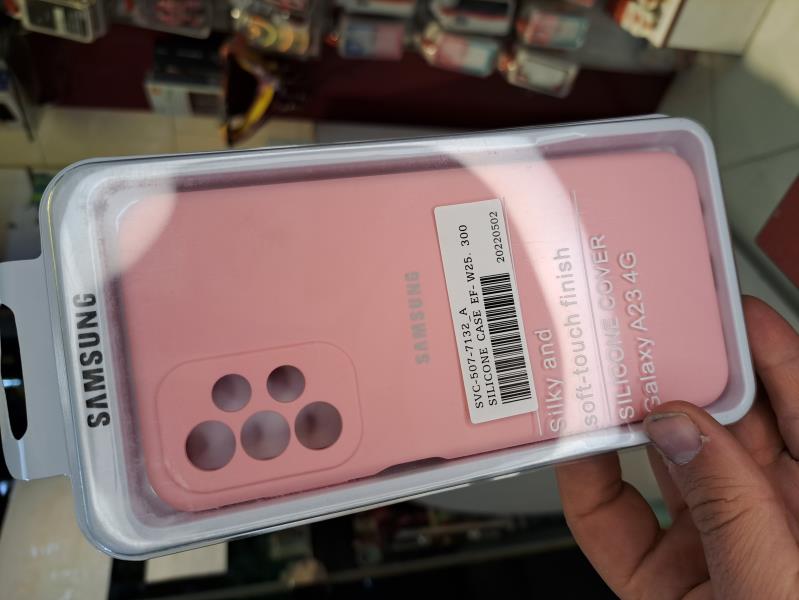 SAMSUNG
SAMSUNG
SVC-507-7132_A
SILICONE CASE EF- W25. 300
20220502
Silky and
soft-touch finish
SILICONE COVER
Galaxy A23 4G